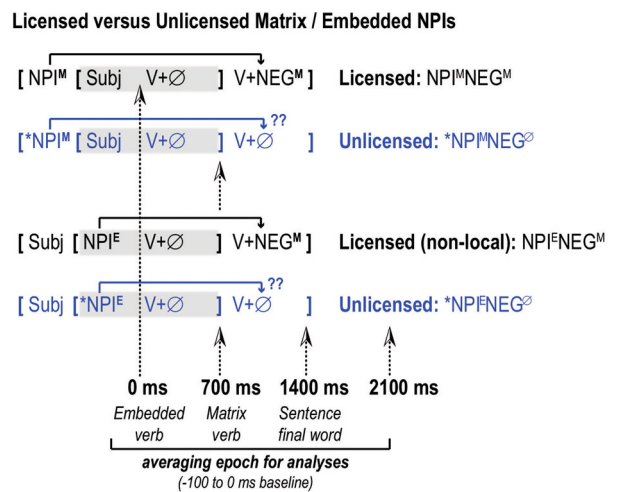 Licensed versus Unlicensed Matrix / Embedded NPIs
[ NPIᴹ [ Subj V+∅ ] V+NEGᴹ ] Licensed: NPIᴹNEGᴹ
??
[*NPIᴹ [ Subj V+∅ ] V+∅ ] Unlicensed: *NPIᴹNEG∅
[ Subj [ NPIᴱ V+∅ ] V+NEGᴹ ] Licensed (non-local): NPIᴱNEGᴹ
??
[ Subj [*NPIᴱ V+∅ ] V+∅ ] Unlicensed: *NPIᴱNEG∅
0 ms 700 ms 1400 ms 2100 ms
Embedded Matrix Sentence
verb verb final word
averaging epoch for analyses
(-100 to 0 ms baseline)